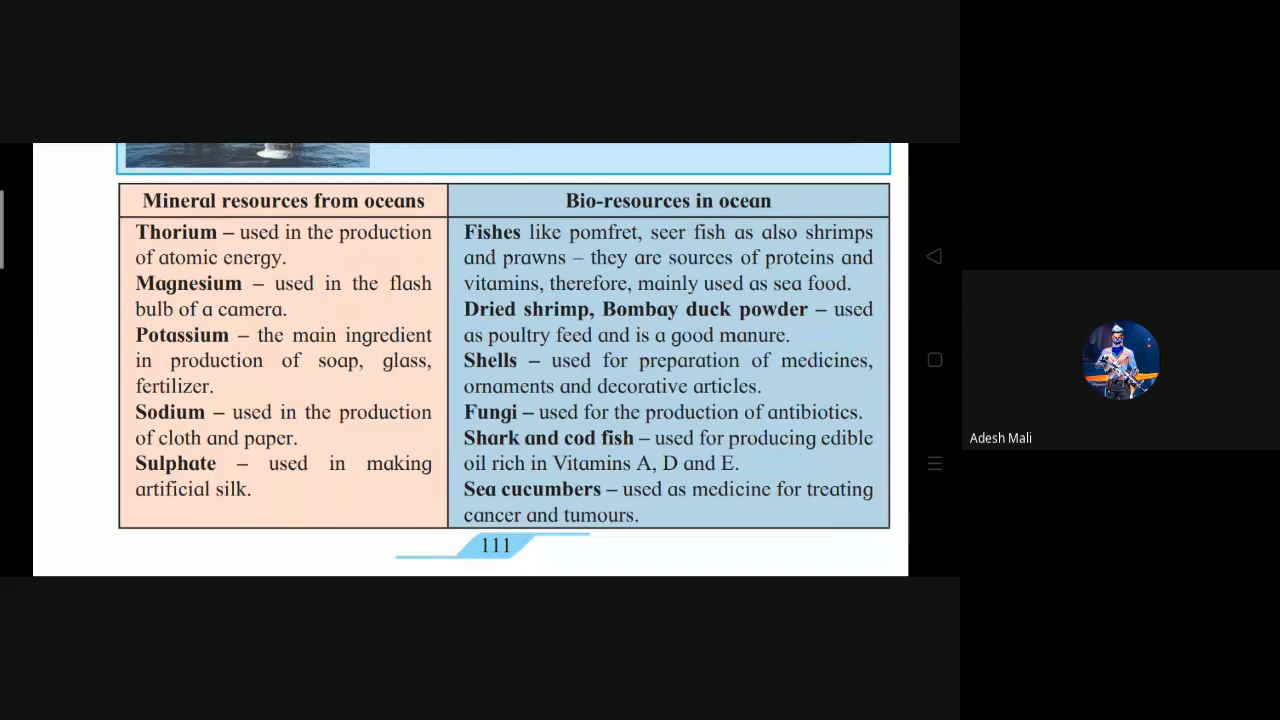 Mineral resources from oceans
Thorium – used in the production
of atomic energy.
Magnesium – used in the flash
bulb of a camera.
Potassium – the main ingredient
in production of soap, glass,
fertilizer.
Sodium – used in the production
of cloth and paper.
Sulphate – used in making
artificial silk.
Bio-resources in ocean
Fishes like pomfret, seer fish as also shrimps
and prawns – they are sources of proteins and
vitamins, therefore, mainly used as sea food.
Dried shrimp, Bombay duck powder – used
as poultry feed and is a good manure.
Shells – used for preparation of medicines,
ornaments and decorative articles.
Fungi – used for the production of antibiotics.
Shark and cod fish – used for producing edible
oil rich in Vitamins A, D and E.
Sea cucumbers – used as medicine for treating
cancer and tumours.
111
Adesh Mali